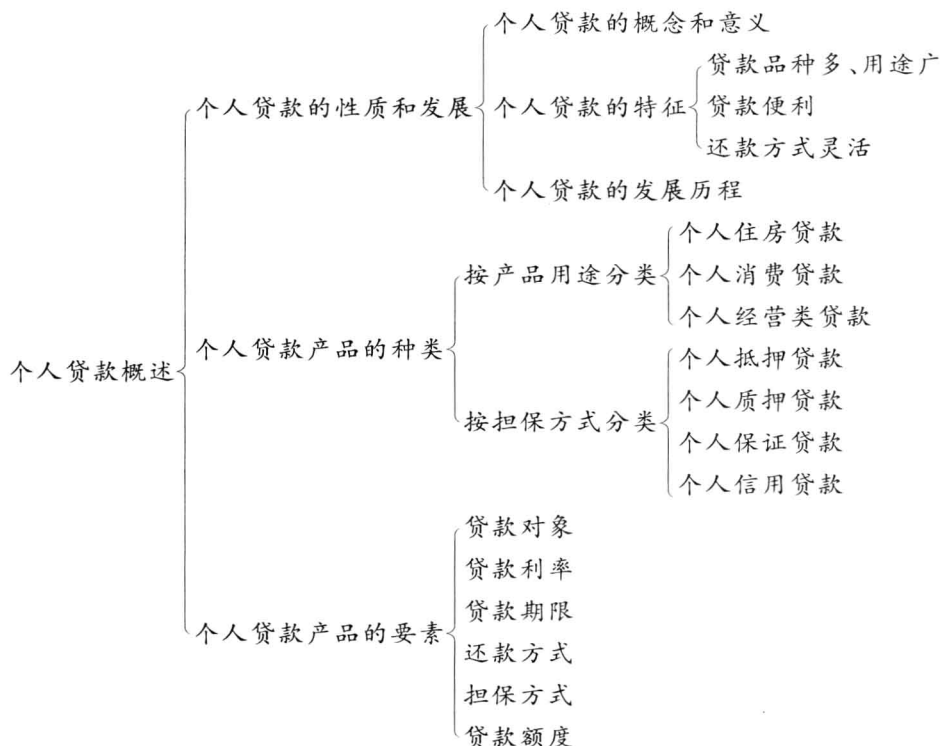 个人贷款概述
个人贷款的性质和发展
个人贷款的概念和意义
个人贷款的特征
贷款品种多、用途广
贷款便利
还款方式灵活
个人贷款的发展历程
个人贷款产品的种类
按产品用途分类
个人住房贷款
个人消费贷款
个人经营类贷款
按担保方式分类
个人抵押贷款
个人质押贷款
个人保证贷款
个人信用贷款
个人贷款产品的要素
贷款对象
贷款利率
贷款期限
还款方式
担保方式
贷款额度